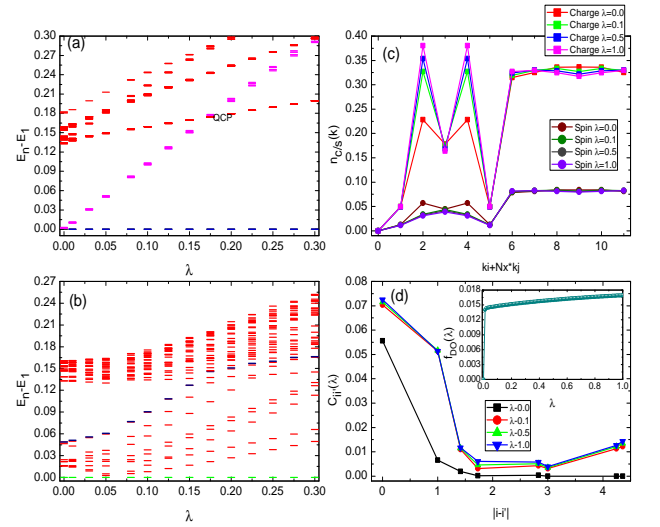 (a)
0.30
0.27
0.24
0.21
0.18
0.15
0.12
0.09
0.06
0.03
0.00
E_n-E_1
QCP
0.00 0.05 0.10 0.15 0.20 0.25 0.30
λ
(b)
0.27
0.24
0.21
0.18
0.15
0.12
0.09
0.06
0.03
0.00
E_n-E_1
0.00 0.05 0.10 0.15 0.20 0.25 0.30
λ
Charge λ=0.0
Charge λ=0.1
Charge λ=0.5
Charge λ=1.0
(c)
0.40
0.35
0.30
0.25
0.20
0.15
0.10
0.05
0.00
n_c/s(k)
Spin λ=0.0
Spin λ=0.1
Spin λ=0.5
Spin λ=1.0
0 2 4 6 8 10
ki+Nx*kj
(d)
0.08
0.07
0.06
0.05
0.04
0.03
0.02
0.01
0.00
C_ii'(λ)
0.018
0.015
0.012
0.009
0.006
0.003
0.000
f_DO(λ)
0.0 0.2 0.4 0.6 0.8 1.0
λ
λ-0.0
λ-0.1
λ-0.5
λ-1.0
0 1 2 3 4
|i-i'|